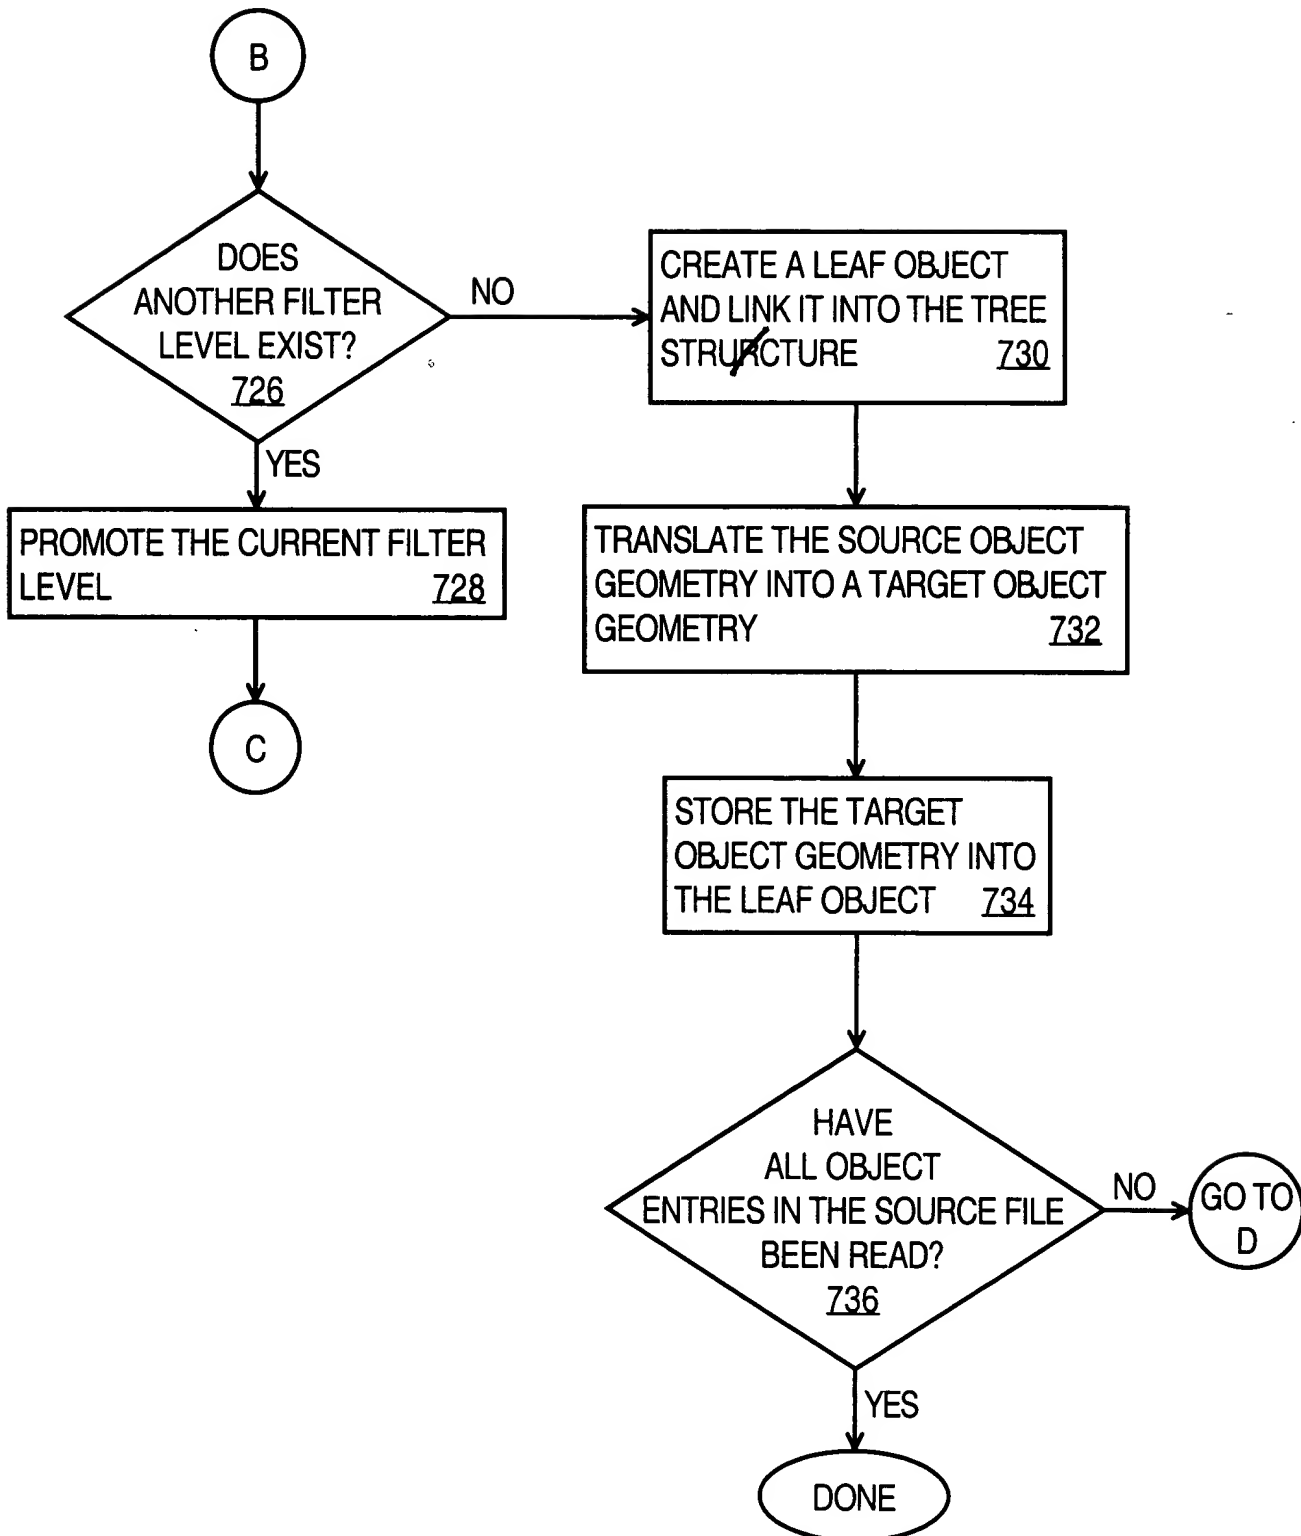 B
DOES
ANOTHER FILTER
LEVEL EXIST?
726
NO
YES
CREATE A LEAF OBJECT
AND LINK IT INTO THE TREE
STRURCTURE 730
PROMOTE THE CURRENT FILTER
LEVEL 728
C
TRANSLATE THE SOURCE OBJECT
GEOMETRY INTO A TARGET OBJECT
GEOMETRY 732
STORE THE TARGET
OBJECT GEOMETRY INTO
THE LEAF OBJECT 734
HAVE
ALL OBJECT
ENTRIES IN THE SOURCE FILE
BEEN READ?
736
NO
GO TO
D
YES
DONE